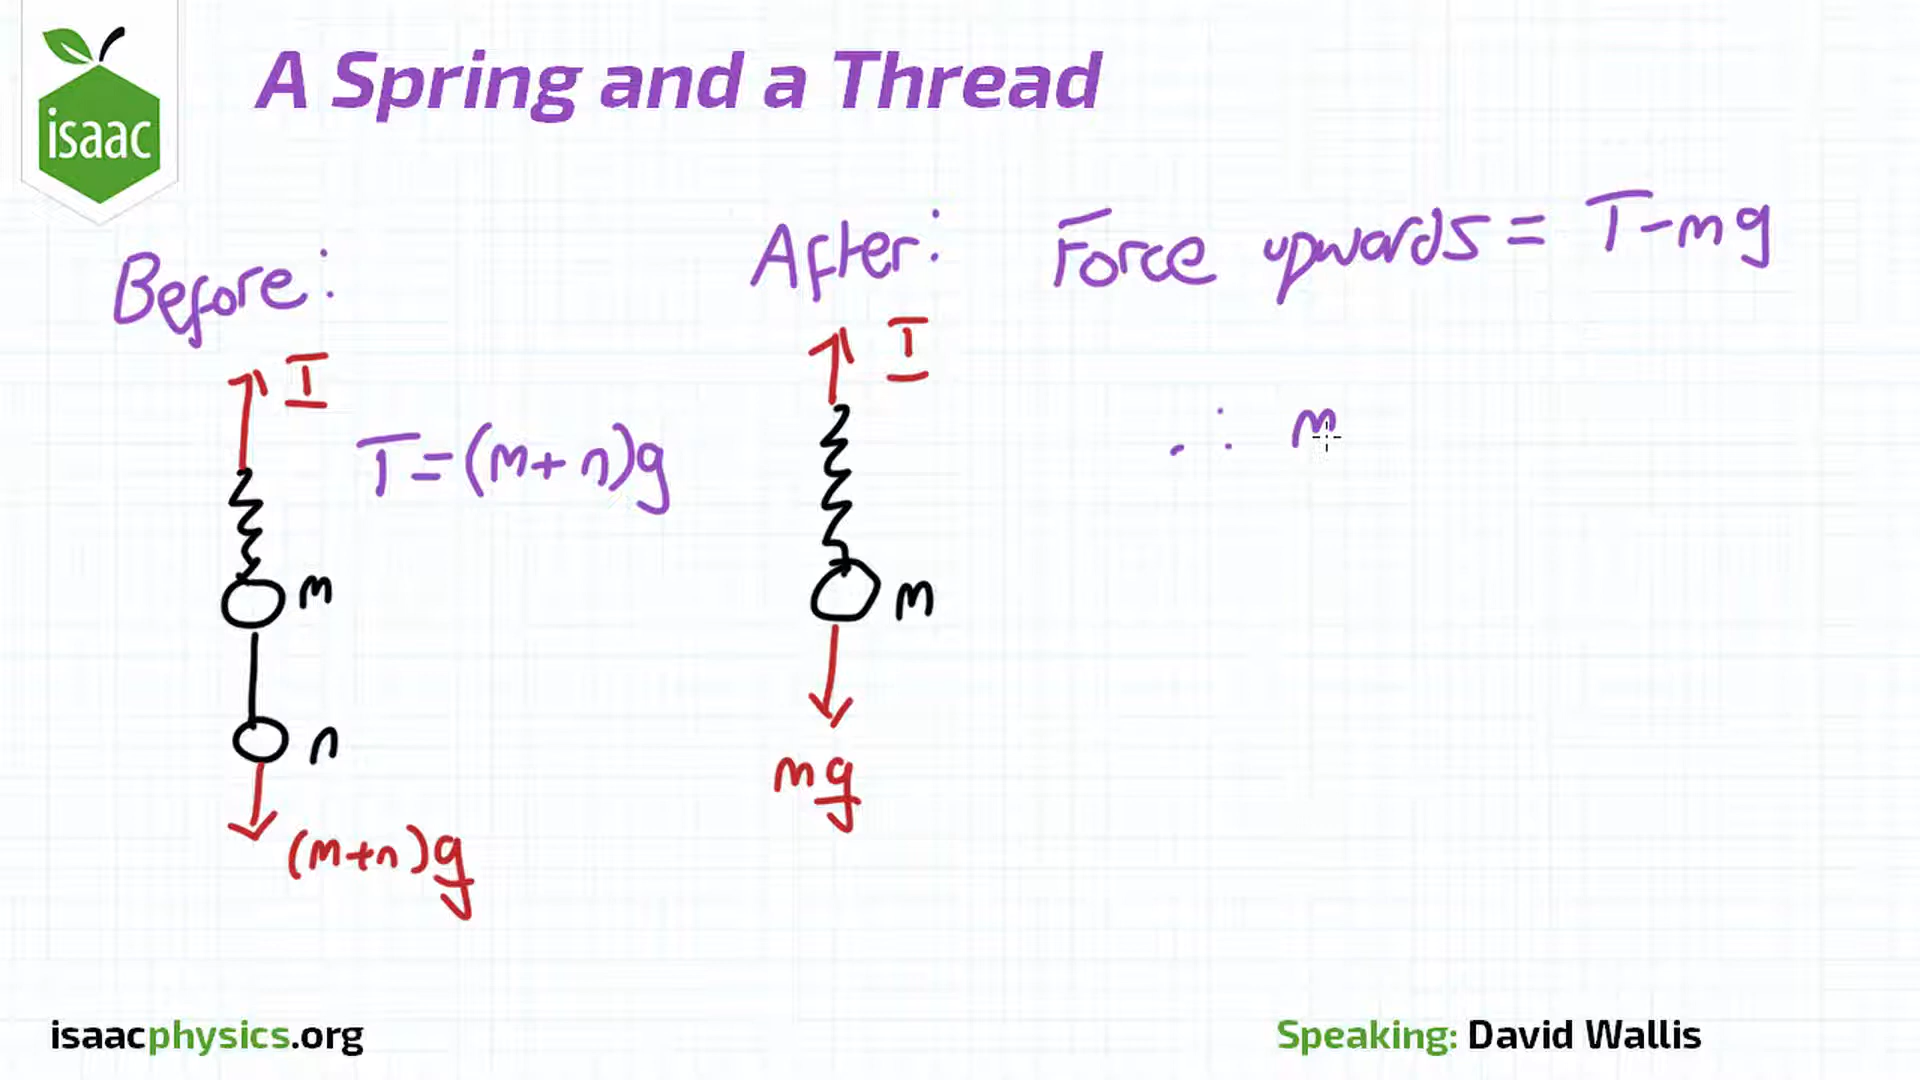 isaac
A Spring and a Thread
Before:
T
T = (m + n)g
m
n
(m+n)g
After:
T
m
mg
Force upwards = T - mg
∴ m
isaacphysics.org
Speaking: David Wallis